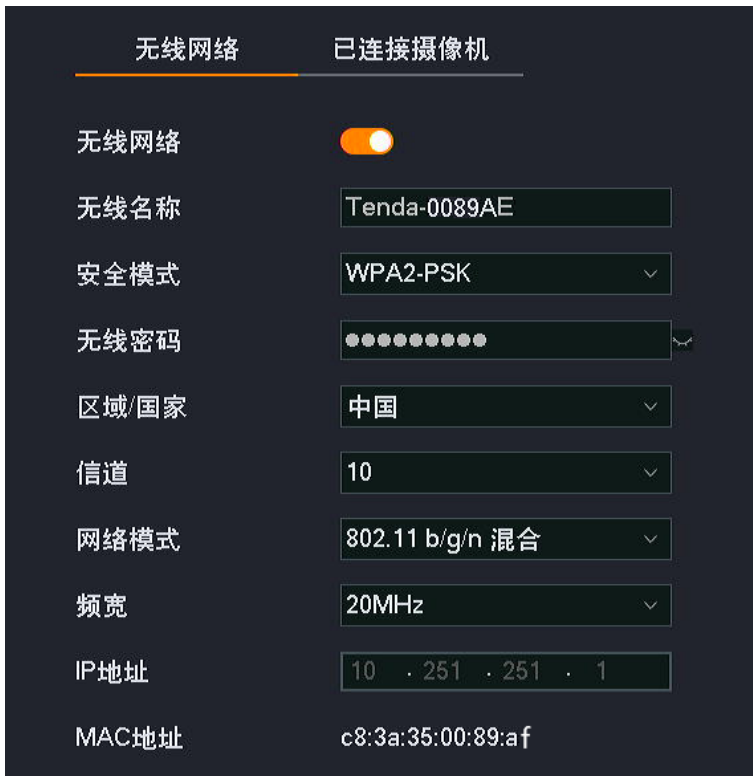 无线网络 已连接摄像机
无线网络
无线名称 Tenda-0089AE
安全模式 WPA2-PSK
无线密码 ●●●●●●●●●
区域/国家 中国
信道 10
网络模式 802.11 b/g/n 混合
频宽 20MHz
IP地址 10 . 251 . 251 . 1
MAC地址 c8:3a:35:00:89:af